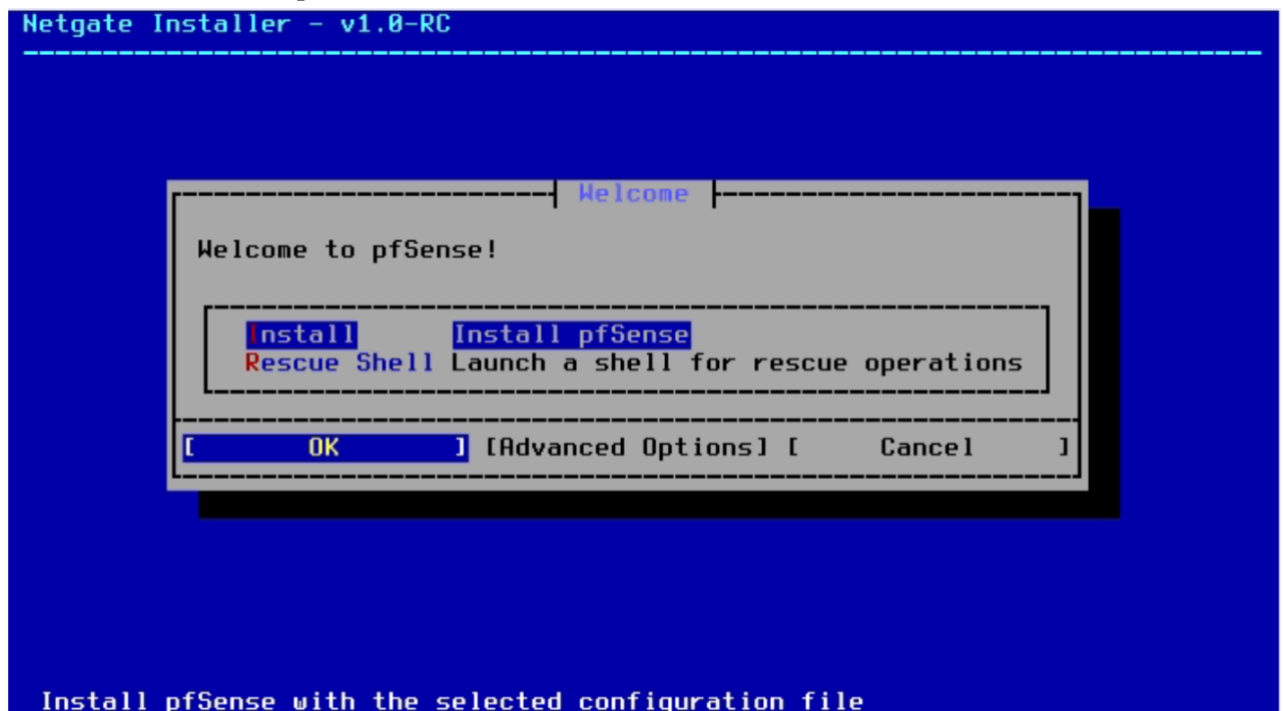 Netgate Installer - v1.0-RC
Welcome
Welcome to pfSense!
Install Install pfSense
Rescue Shell Launch a shell for rescue operations
[ OK ] [Advanced Options] [ Cancel ]
Install pfSense with the selected configuration file